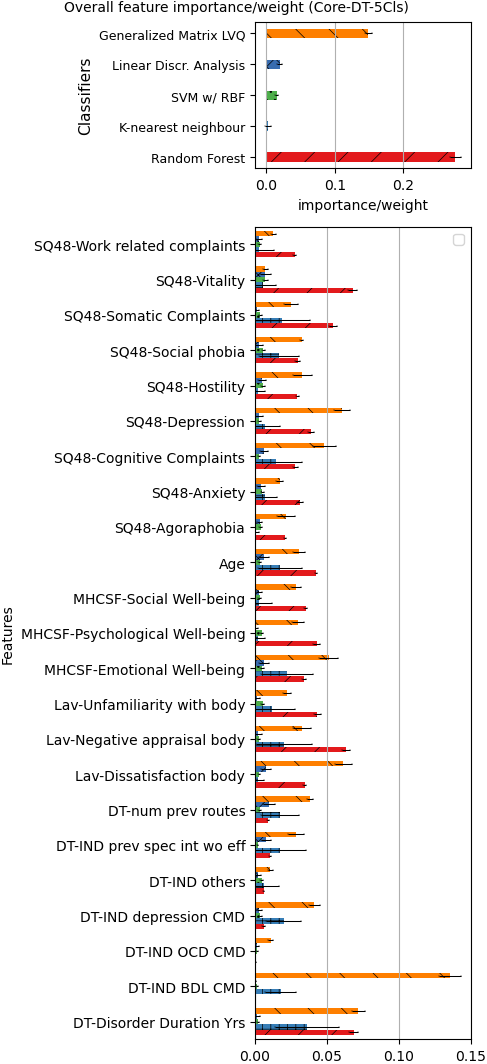 Overall feature importance/weight (Core-DT-5Cls)
Classifiers
Generalized Matrix LVQ
Linear Discr. Analysis
SVM w/ RBF
K-nearest neighbour
Random Forest
0.0 0.1 0.2
importance/weight
Features
SQ48-Work related complaints
SQ48-Vitality
SQ48-Somatic Complaints
SQ48-Social phobia
SQ48-Hostility
SQ48-Depression
SQ48-Cognitive Complaints
SQ48-Anxiety
SQ48-Agoraphobia
Age
MHCSF-Social Well-being
MHCSF-Psychological Well-being
MHCSF-Emotional Well-being
Lav-Unfamiliarity with body
Lav-Negative appraisal body
Lav-Dissatisfaction body
DT-num prev routes
DT-IND prev spec int wo eff
DT-IND others
DT-IND depression CMD
DT-IND OCD CMD
DT-IND BDL CMD
DT-Disorder Duration Yrs
0.00 0.05 0.10 0.15